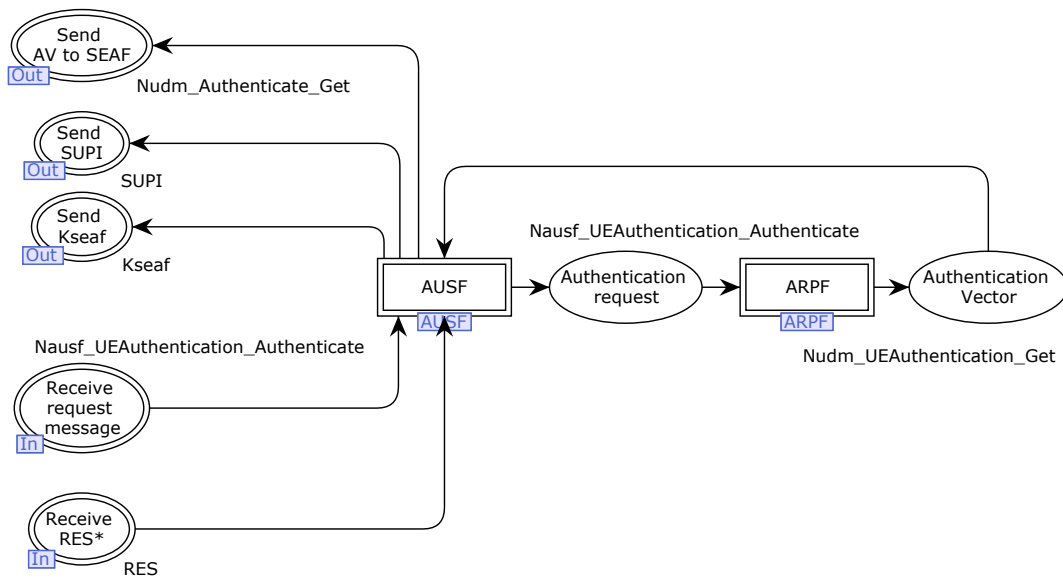 Send
AV to SEAF
Out
Nudm_Authenticate_Get
Send
SUPI
Out
SUPI
Send
Kseaf
Out
Kseaf
Nausf_UEAuthentication_Authenticate
AUSF
AUSF
Authentication
request
ARPF
ARPF
Authentication
Vector
Nudm_UEAuthentication_Get
Nausf_UEAuthentication_Authenticate
Receive
request
message
In
Receive
RES*
In
RES